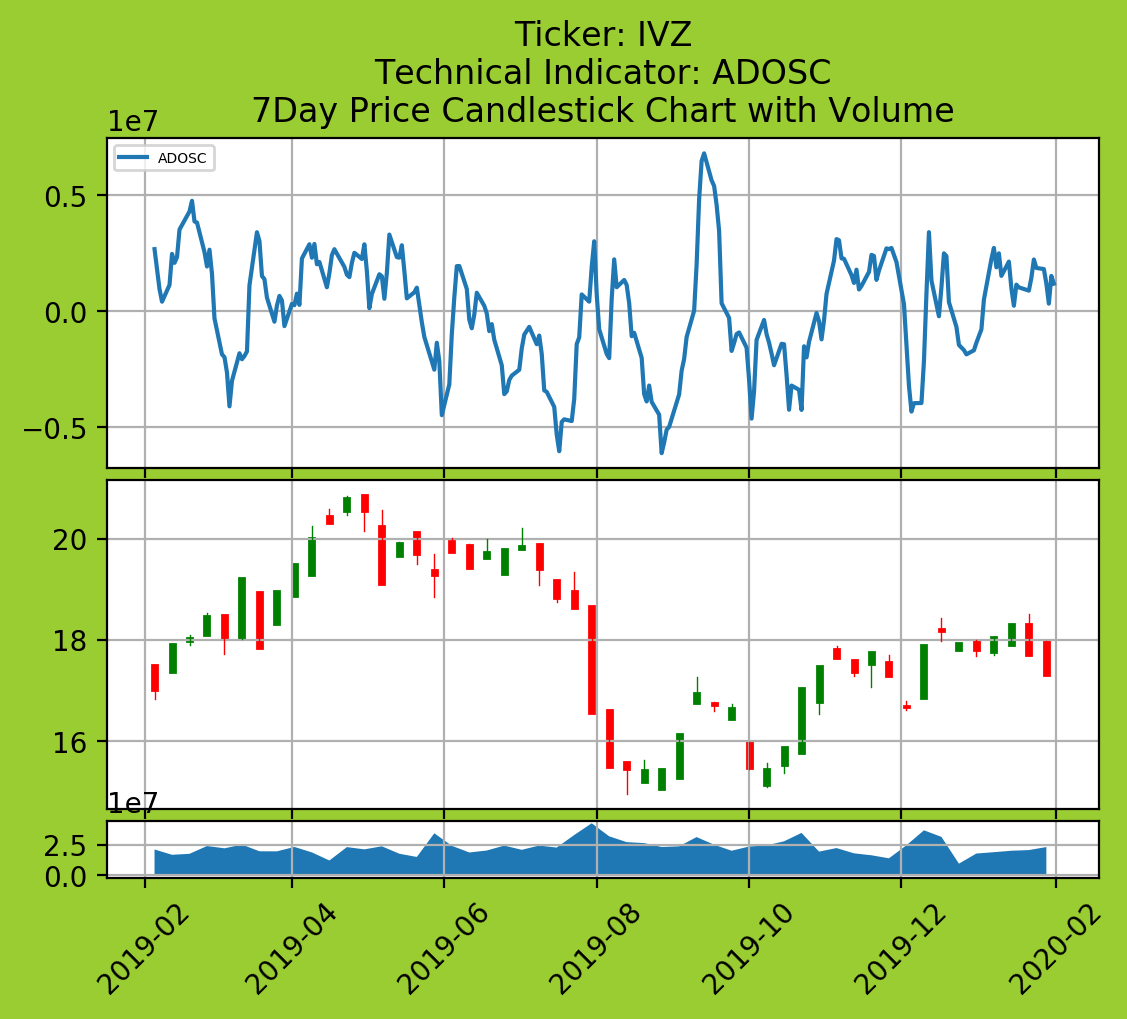 Ticker: IVZ
Technical Indicator: ADOSC
7Day Price Candlestick Chart with Volume
1e7
ADOSC
0.5
0.0
−0.5
20
18
16
1e7
2.5
0.0
2019-02
2019-04
2019-06
2019-08
2019-10
2019-12
2020-02